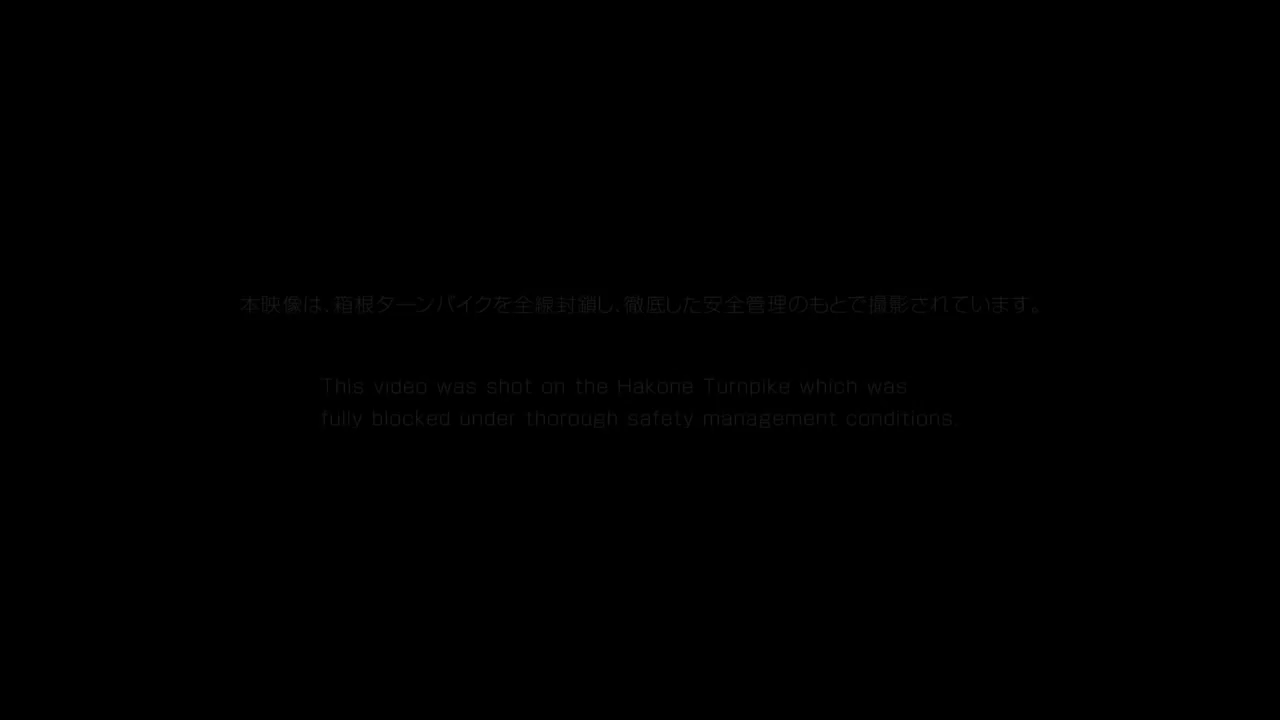 本映像は、箱根ターンパイクを全線封鎖し、徹底した安全管理のもとで撮影されています。
This video was shot on the Hakone Turnpike which was
fully blocked under thorough safety management conditions.